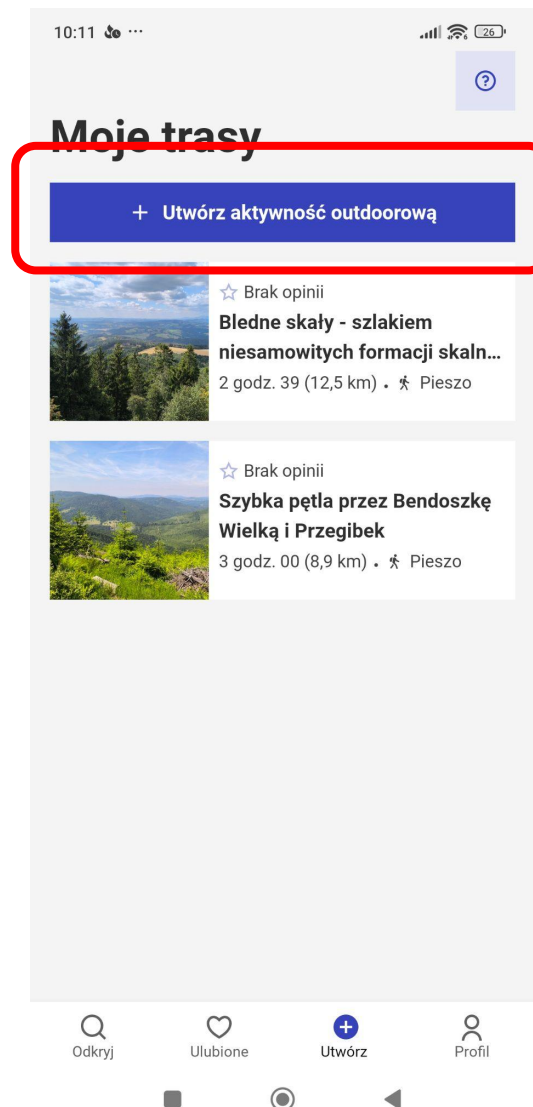 10:11 ...
26
Moje trasy
+ Utwórz aktywność outdoorową
Brak opinii
Bledne skały - szlakiem
niesamowitych formacji skaln...
2 godz. 39 (12,5 km) . Pieszo
Brak opinii
Szybka pętla przez Bendoszkę
Wielką i Przegibek
3 godz. 00 (8,9 km) . Pieszo
Odkryj Ulubione Utwórz Profil